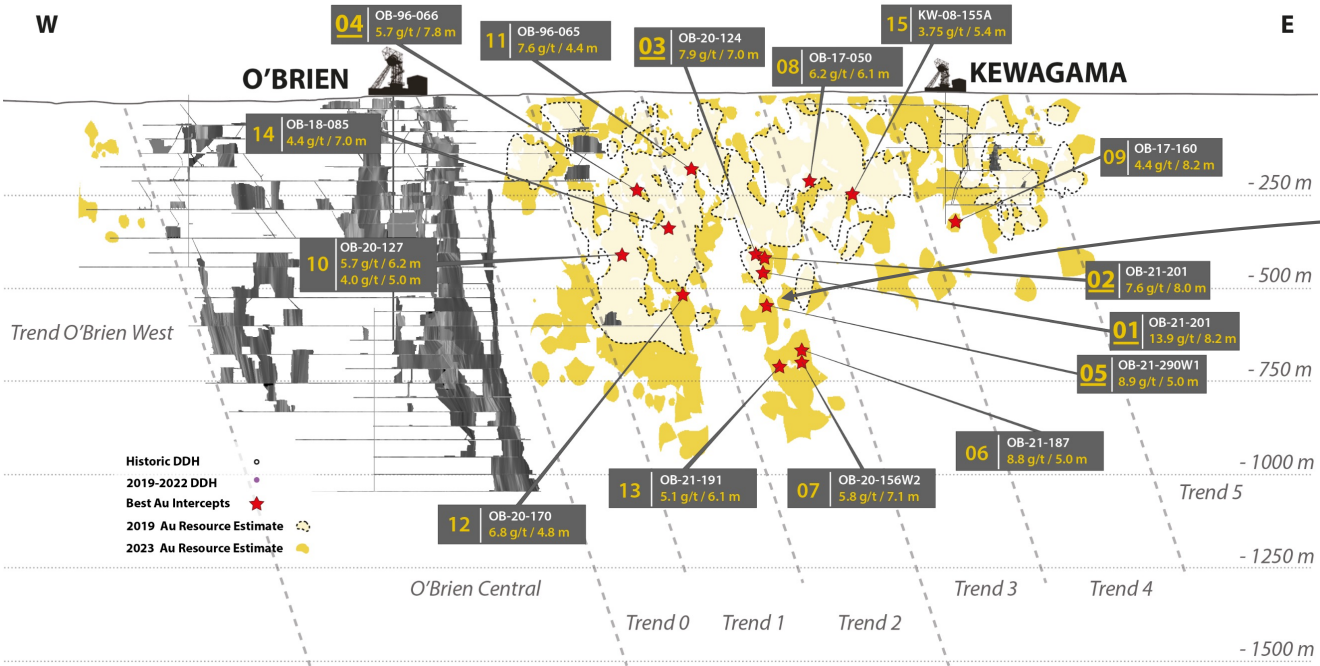 W
E
04
OB-96-066
5.7 g/t / 7.8 m
11
OB-96-065
7.6 g/t / 4.4 m
03
OB-20-124
7.9 g/t / 7.0 m
08
OB-17-050
6.2 g/t / 6.1 m
15
KW-08-155A
3.75 g/t / 5.4 m
O’BRIEN
KEWAGAMA
14
OB-18-085
4.4 g/t / 7.0 m
09
OB-17-160
4.4 g/t / 8.2 m
- 250 m
10
OB-20-127
5.7 g/t / 6.2 m
4.0 g/t / 5.0 m
02
OB-21-201
7.6 g/t / 8.0 m
- 500 m
Trend O’Brien West
01
OB-21-201
13.9 g/t / 8.2 m
05
OB-21-290W1
8.9 g/t / 5.0 m
- 750 m
06
OB-21-187
8.8 g/t / 5.0 m
Historic DDH
2019-2022 DDH
Best Au Intercepts
2019 Au Resource Estimate
2023 Au Resource Estimate
- 1000 m
13
OB-21-191
5.1 g/t / 6.1 m
07
OB-20-156W2
5.8 g/t / 7.1 m
Trend 5
12
OB-20-170
6.8 g/t / 4.8 m
- 1250 m
O’Brien Central
Trend 3
Trend 4
Trend 0
Trend 1
Trend 2
- 1500 m